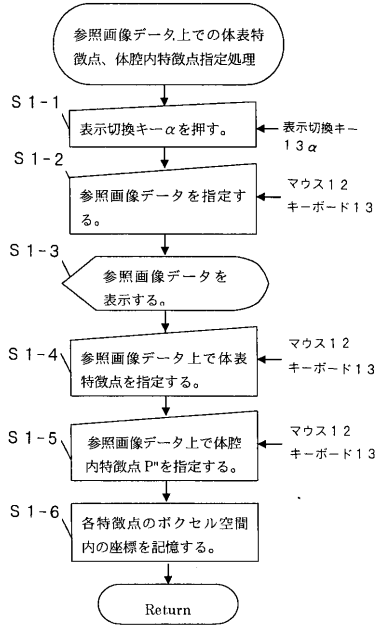 参照画像データ上での体表特
徴点、体腔内特徴点指定処理
S1-1
表示切換キーαを押す。
表示切換キー
13α
S1-2
参照画像データを指定す
る。
マウス12
キーボード13
S1-3
参照画像データを
表示する。
S1-4
参照画像データ上で体表
特徴点を指定する。
マウス12
キーボード13
S1-5
参照画像データ上で体腔
内特徴点P"を指定する。
マウス12
キーボード13
S1-6
各特徴点のボクセル空間
内の座標を記憶する。
Return